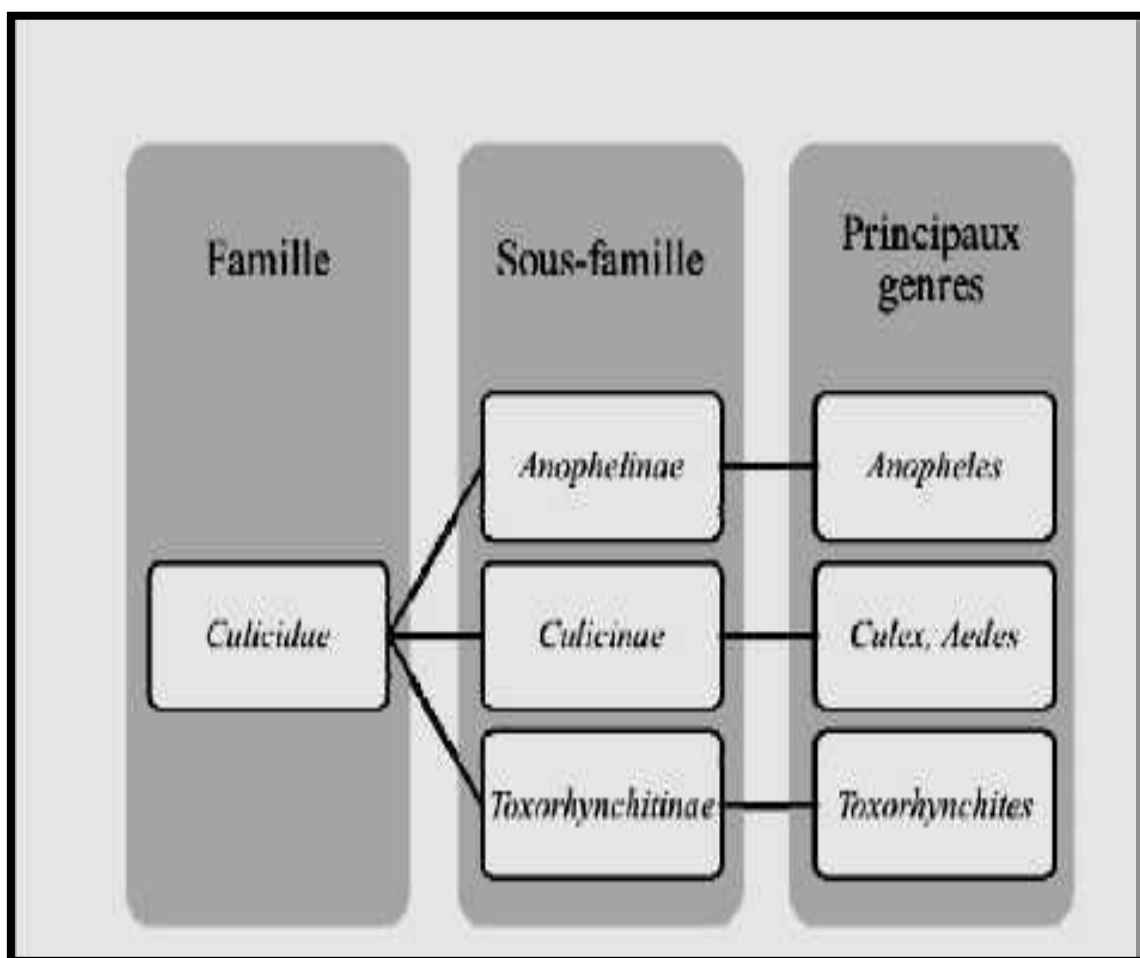 Famille
Sous-famille
Principaux
genres
Anophelinae
Anopheles
Culicidae
Culicinae
Culex, Aedes
Toxorhynchitinae
Toxorhynchites